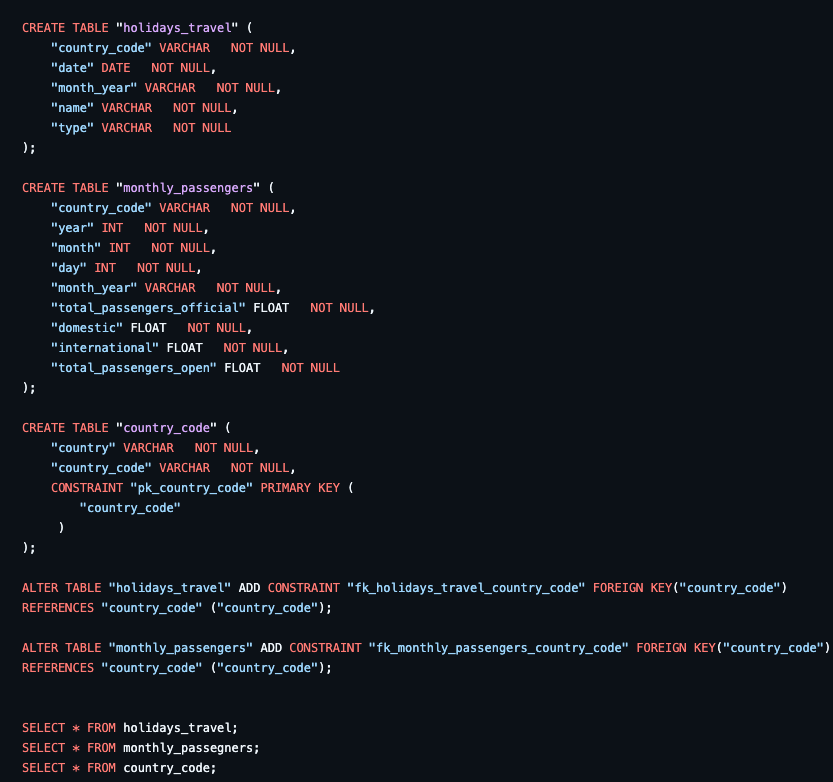 CREATE TABLE "holidays_travel" (
    "country_code" VARCHAR   NOT NULL,
    "date" DATE   NOT NULL,
    "month_year" VARCHAR   NOT NULL,
    "name" VARCHAR   NOT NULL,
    "type" VARCHAR   NOT NULL
);

CREATE TABLE "monthly_passengers" (
    "country_code" VARCHAR   NOT NULL,
    "year" INT   NOT NULL,
    "month" INT   NOT NULL,
    "day" INT   NOT NULL,
    "month_year" VARCHAR   NOT NULL,
    "total_passengers_official" FLOAT   NOT NULL,
    "domestic" FLOAT   NOT NULL,
    "international" FLOAT   NOT NULL,
    "total_passengers_open" FLOAT   NOT NULL
);

CREATE TABLE "country_code" (
    "country" VARCHAR   NOT NULL,
    "country_code" VARCHAR   NOT NULL,
    CONSTRAINT "pk_country_code" PRIMARY KEY (
        "country_code"
     )
);

ALTER TABLE "holidays_travel" ADD CONSTRAINT "fk_holidays_travel_country_code" FOREIGN KEY("country_code")
REFERENCES "country_code" ("country_code");

ALTER TABLE "monthly_passengers" ADD CONSTRAINT "fk_monthly_passengers_country_code" FOREIGN KEY("country_code")
REFERENCES "country_code" ("country_code");


SELECT * FROM holidays_travel;
SELECT * FROM monthly_passegners;
SELECT * FROM country_code;